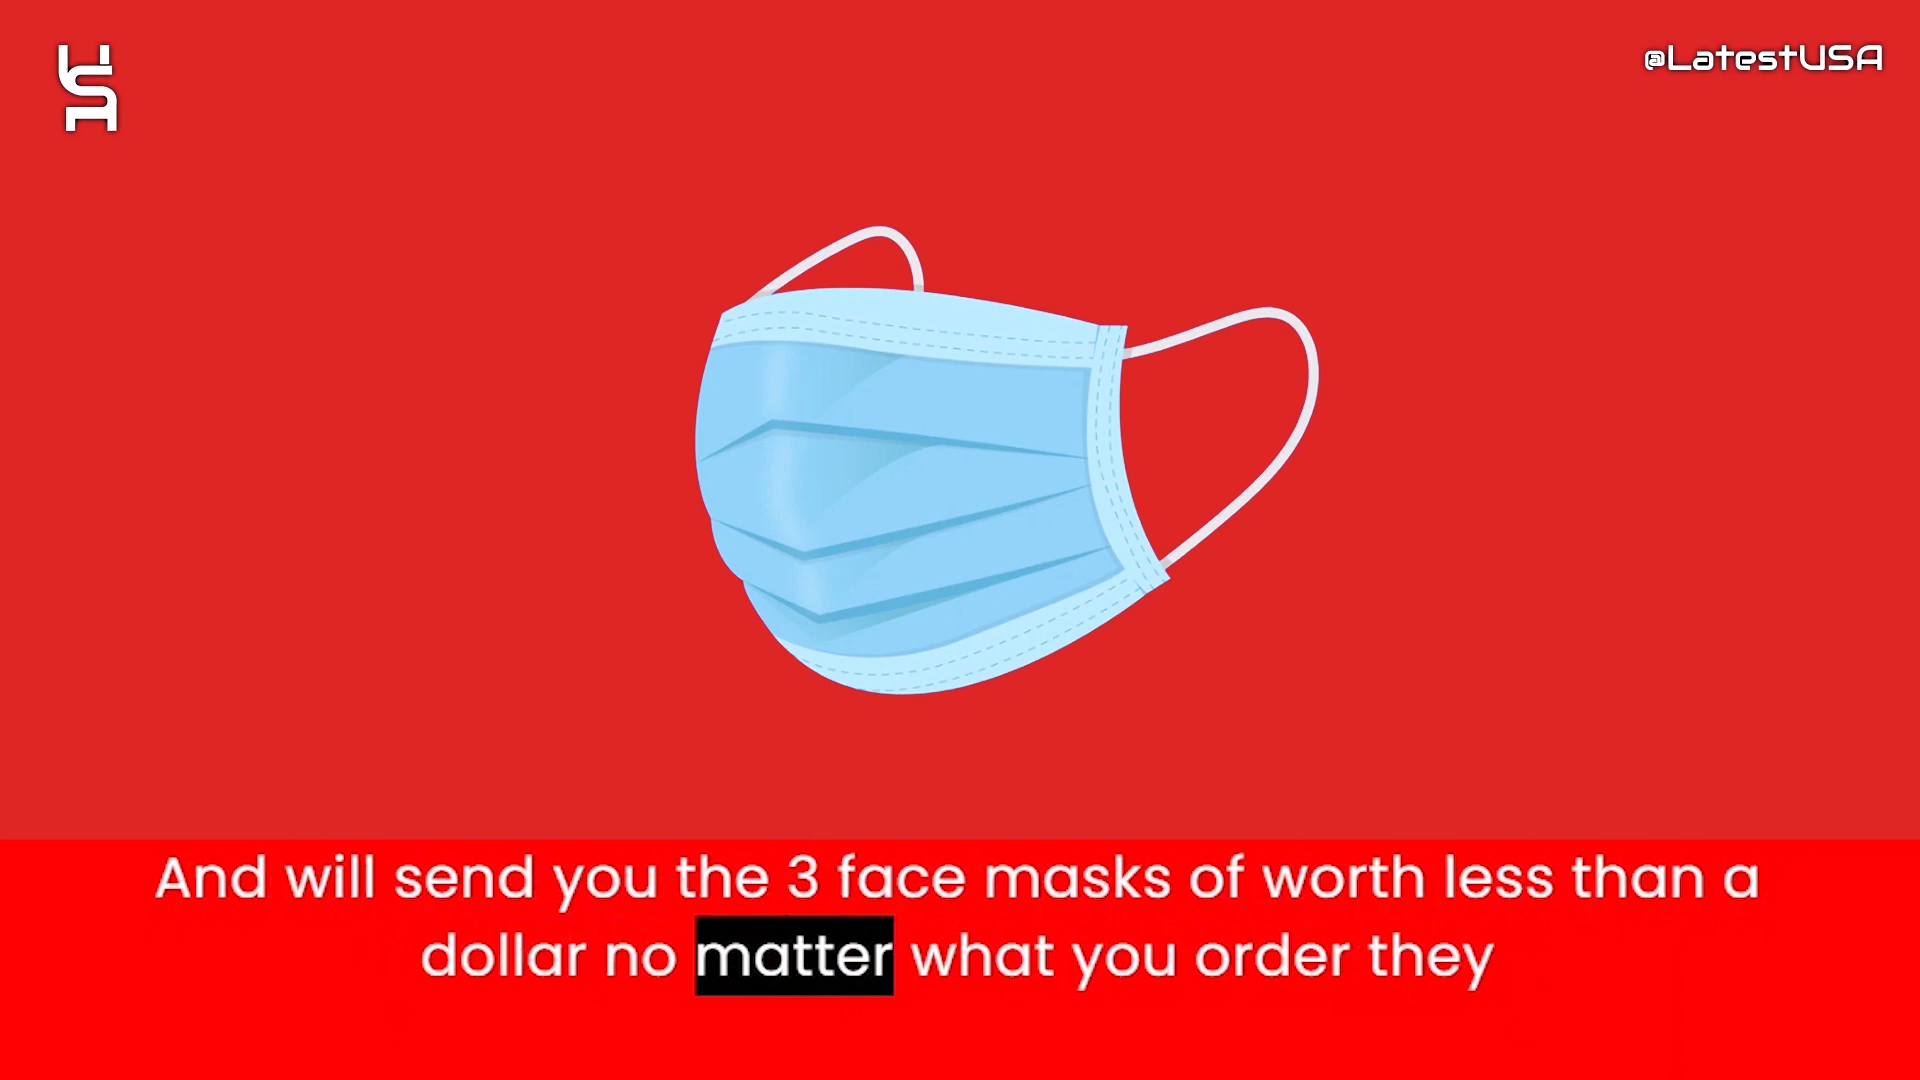 USA
@LatestUSA
And will send you the 3 face masks of worth less than a
dollar no matter what you order they